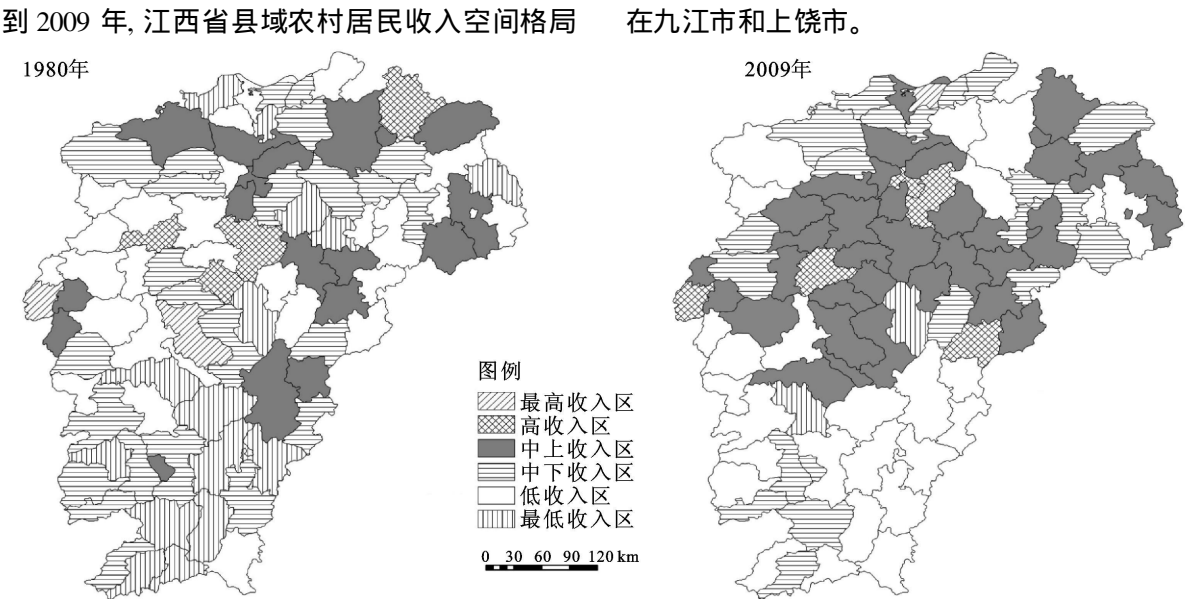 到 2009 年, 江西省县域农村居民收入空间格局
在九江市和上饶市。
1980年
2009年
图例
最高收入区
高收入区
中上收入区
中下收入区
低收入区
最低收入区
0 30 60 90 120 km